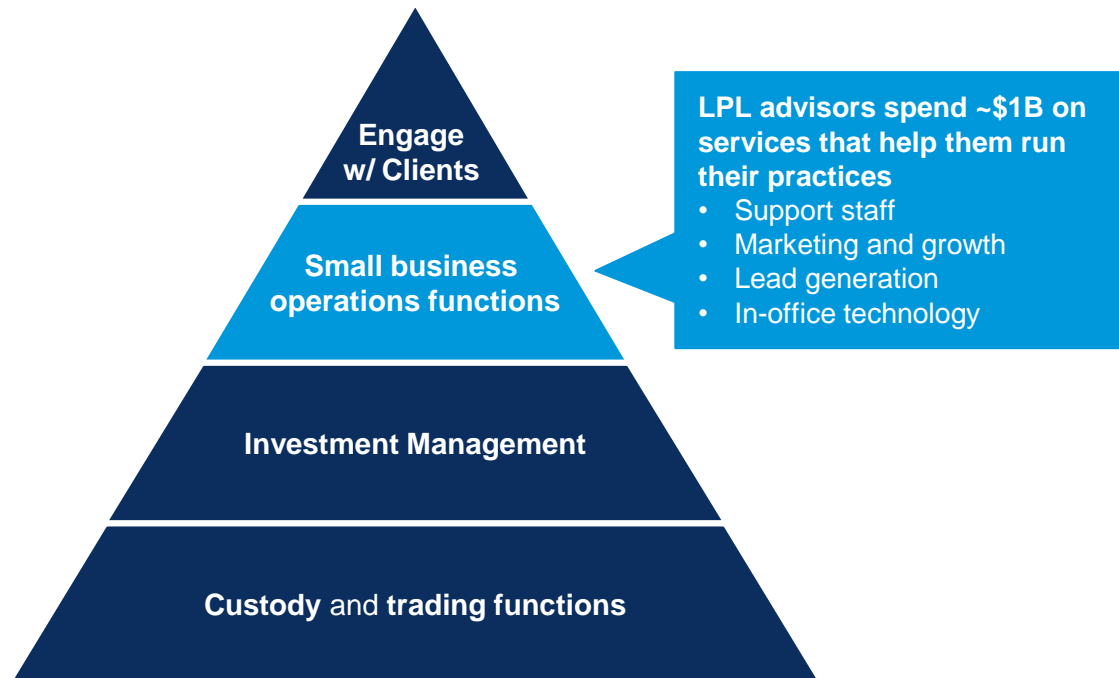 Engage
w/ Clients
LPL advisors spend ~$1B on
services that help them run
their practices
• Support staff
• Marketing and growth
• Lead generation
• In-office technology
Small business
operations functions
Investment Management
Custody and trading functions